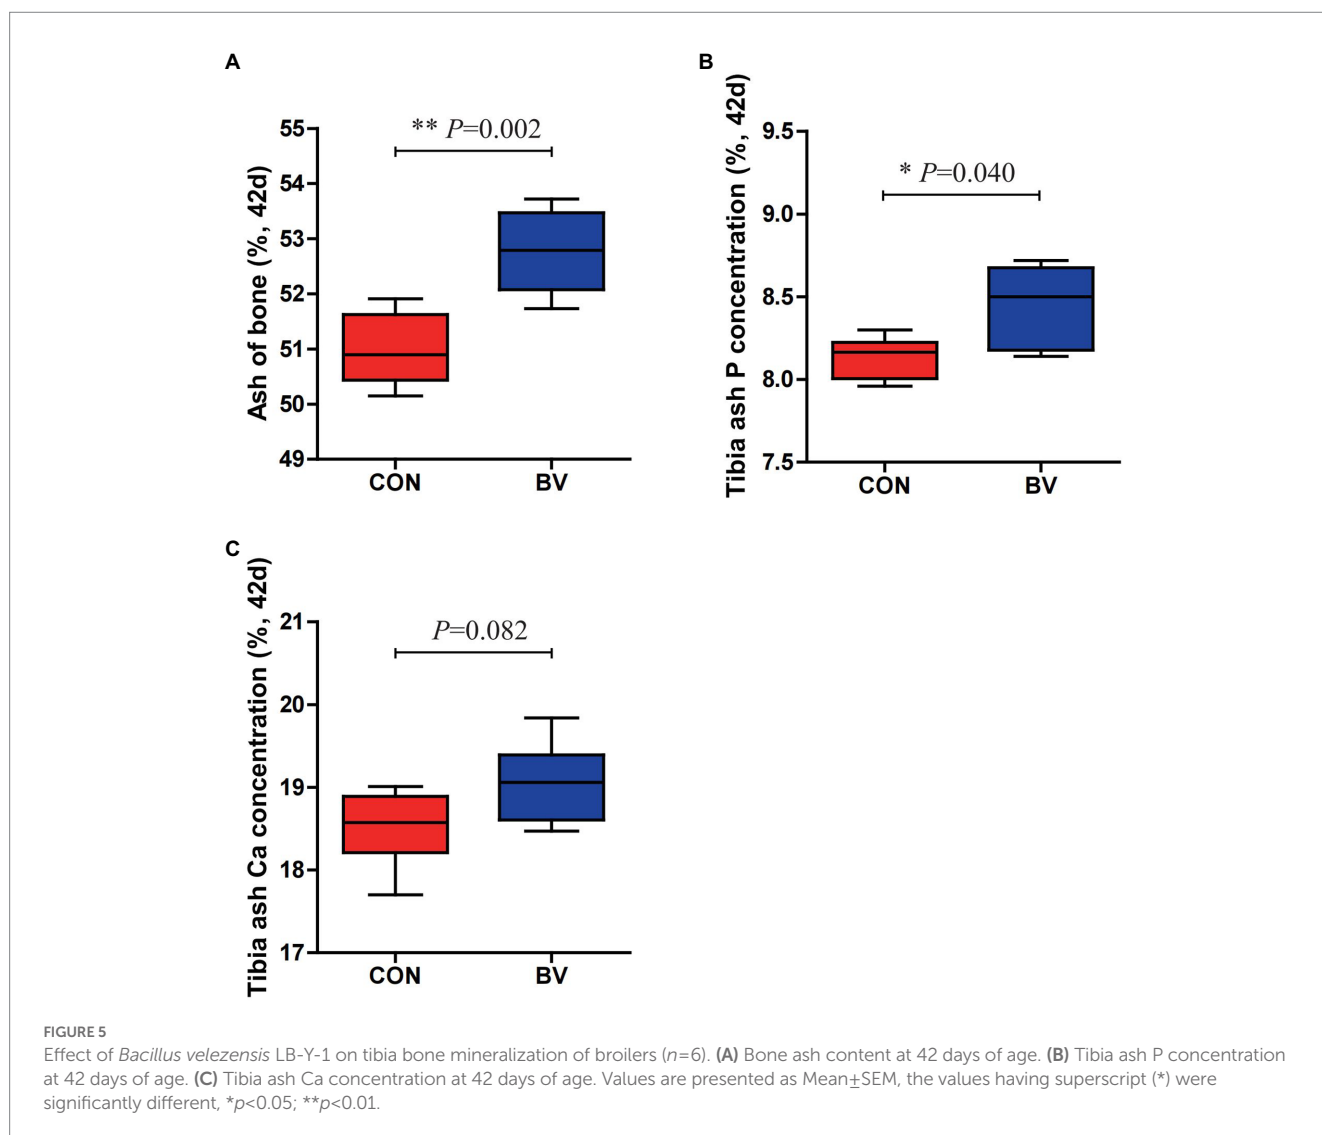 A
Ash of bone (%, 42d)
55
54
53
52
51
50
49
** P=0.002
CON
BV
B
Tibia ash P concentration (%, 42d)
9.5
9.0
8.5
8.0
7.5
* P=0.040
CON
BV
C
Tibia ash Ca concentration (%, 42d)
21
20
19
18
17
P=0.082
CON
BV
FIGURE 5
Effect of Bacillus velezensis LB-Y-1 on tibia bone mineralization of broilers (n=6). (A) Bone ash content at 42 days of age. (B) Tibia ash P concentration
at 42 days of age. (C) Tibia ash Ca concentration at 42 days of age. Values are presented as Mean±SEM, the values having superscript (*) were
significantly different, *p<0.05; **p<0.01.